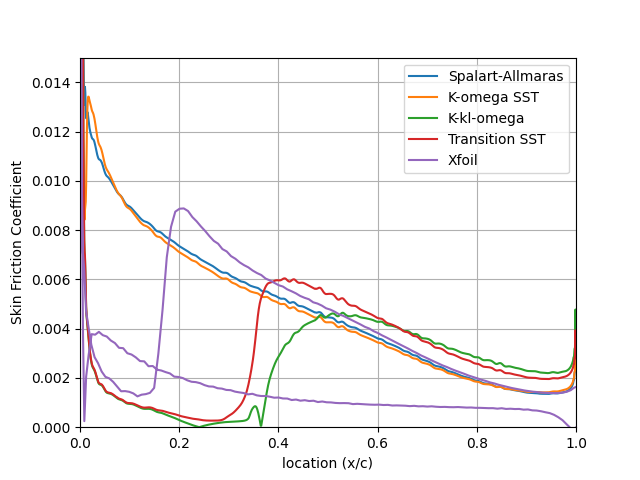 0.014
0.012
0.010
0.008
0.006
0.004
0.002
0.000
Skin Friction Coefficient
Spalart-Allmaras
K-omega SST
K-kl-omega
Transition SST
Xfoil
0.0 0.2 0.4 0.6 0.8 1.0
location (x/c)